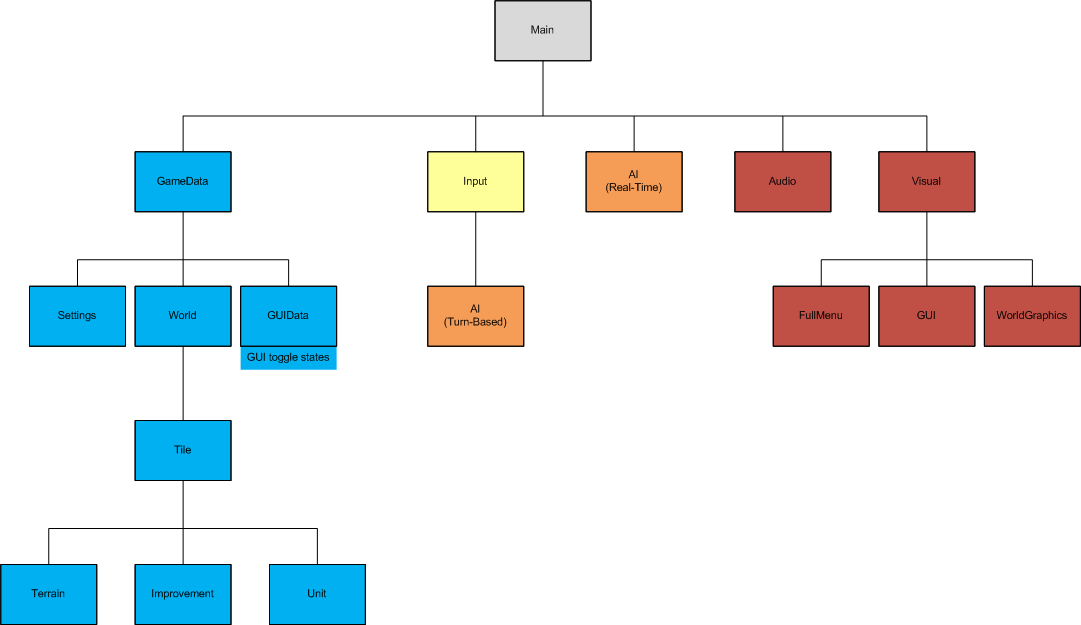 Main
GameData
Input
AI
(Real-Time)
Audio
Visual
Settings
World
GUIData
GUI toggle states
AI
(Turn-Based)
FullMenu
GUI
WorldGraphics
Tile
Terrain
Improvement
Unit